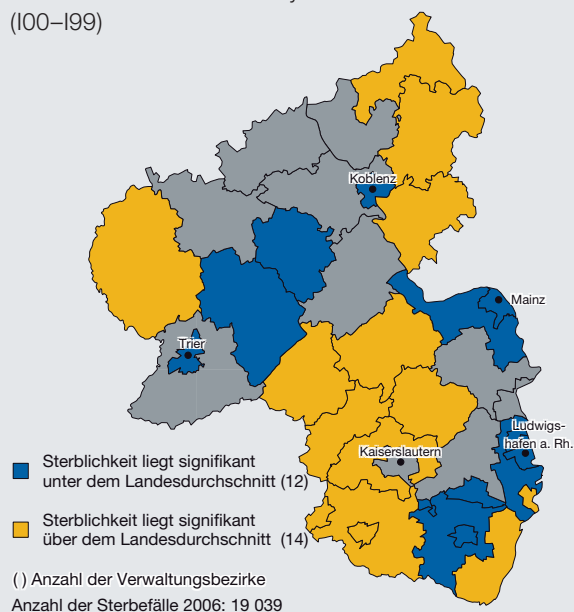 (I00–I99)
Koblenz
Mainz
Trier
Ludwigs-
hafen a. Rh.
Kaiserslautern
Sterblichkeit liegt signifikant
unter dem Landesdurchschnitt (12)
Sterblichkeit liegt signifikant
über dem Landesdurchschnitt (14)
( ) Anzahl der Verwaltungsbezirke
Anzahl der Sterbefälle 2006: 19 039